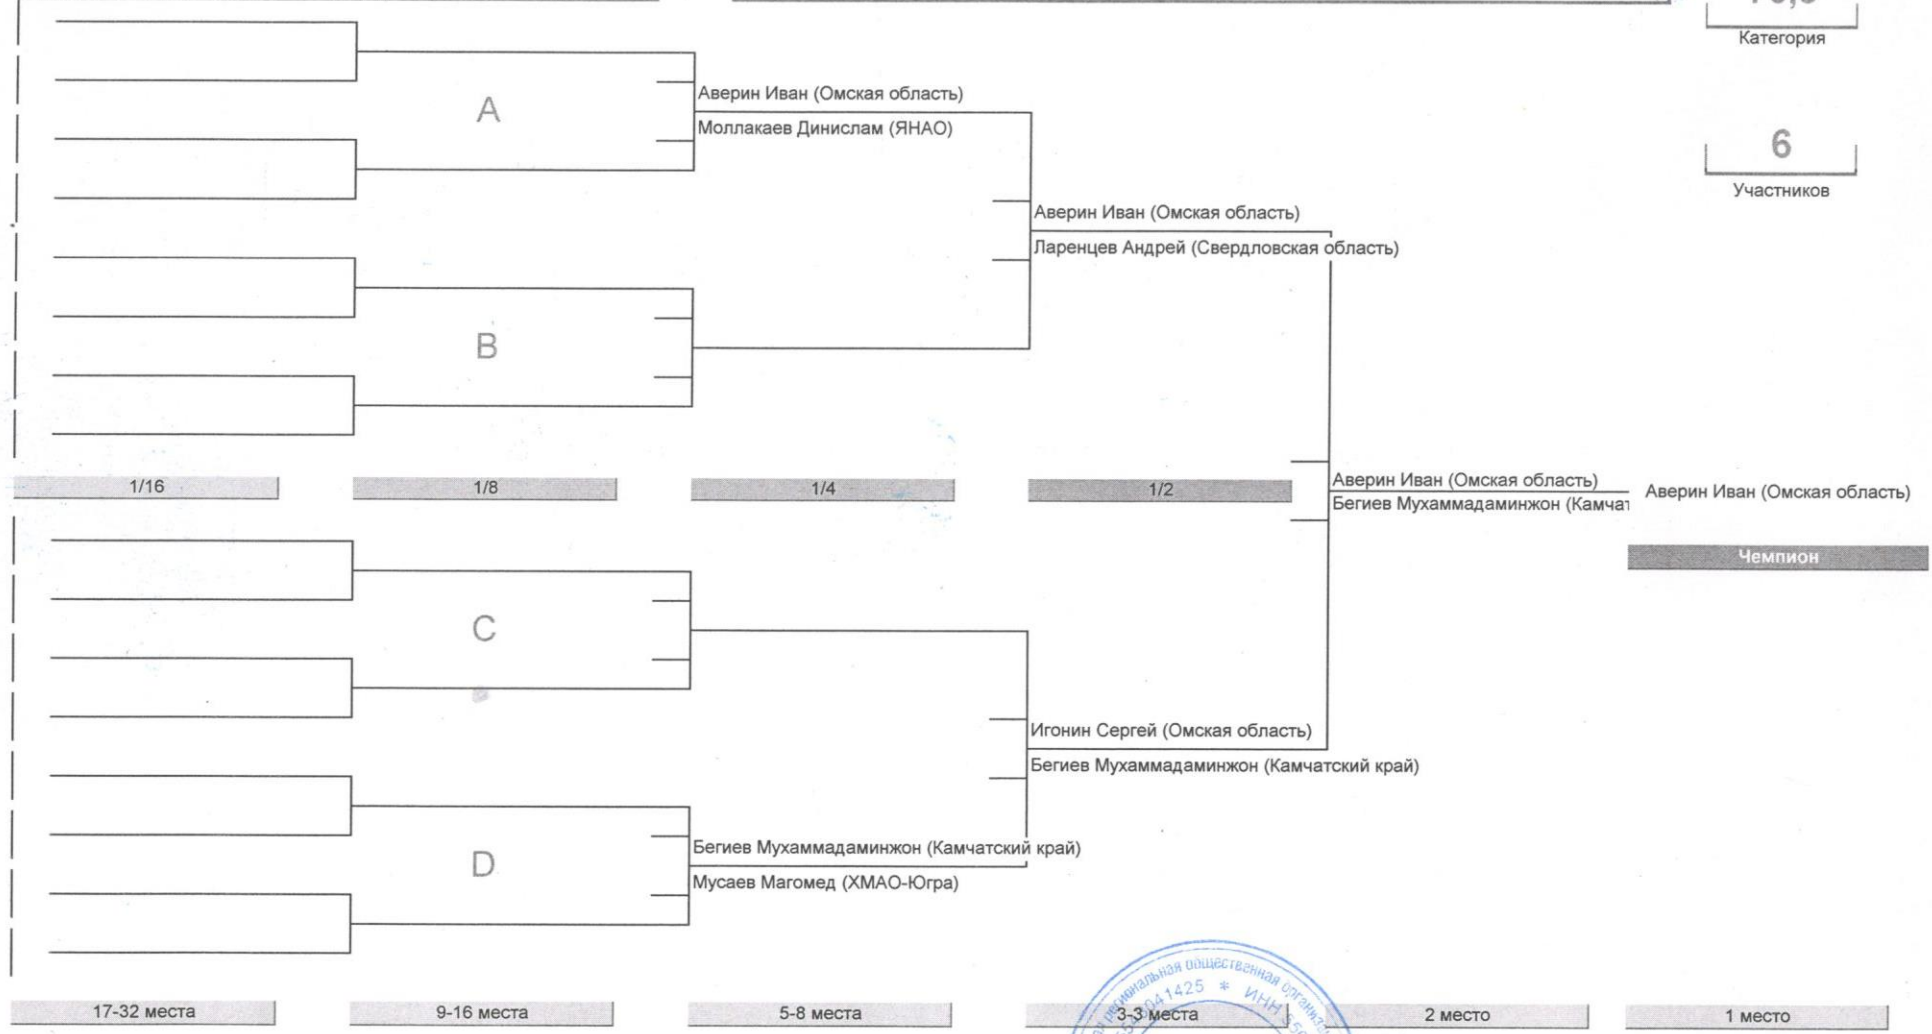 Категория
6
Участников
A
Аверин Иван (Омская область)
Моллакаев Динислам (ЯНАО)
Аверин Иван (Омская область)
Ларенцев Андрей (Свердловская область)
B
1/16
1/8
1/4
1/2
Аверин Иван (Омская область)
Бегиев Мухаммадаминжон (Камчат
Аверин Иван (Омская область)
Чемпион
C
Игонин Сергей (Омская область)
Бегиев Мухаммадаминжон (Камчатский край)
D
Бегиев Мухаммадаминжон (Камчатский край)
Мусаев Магомед (ХМАО-Югра)
общественная
041425 * ИНН
17-32 места
9-16 места
5-8 места
3-3 места
2 место
1 место